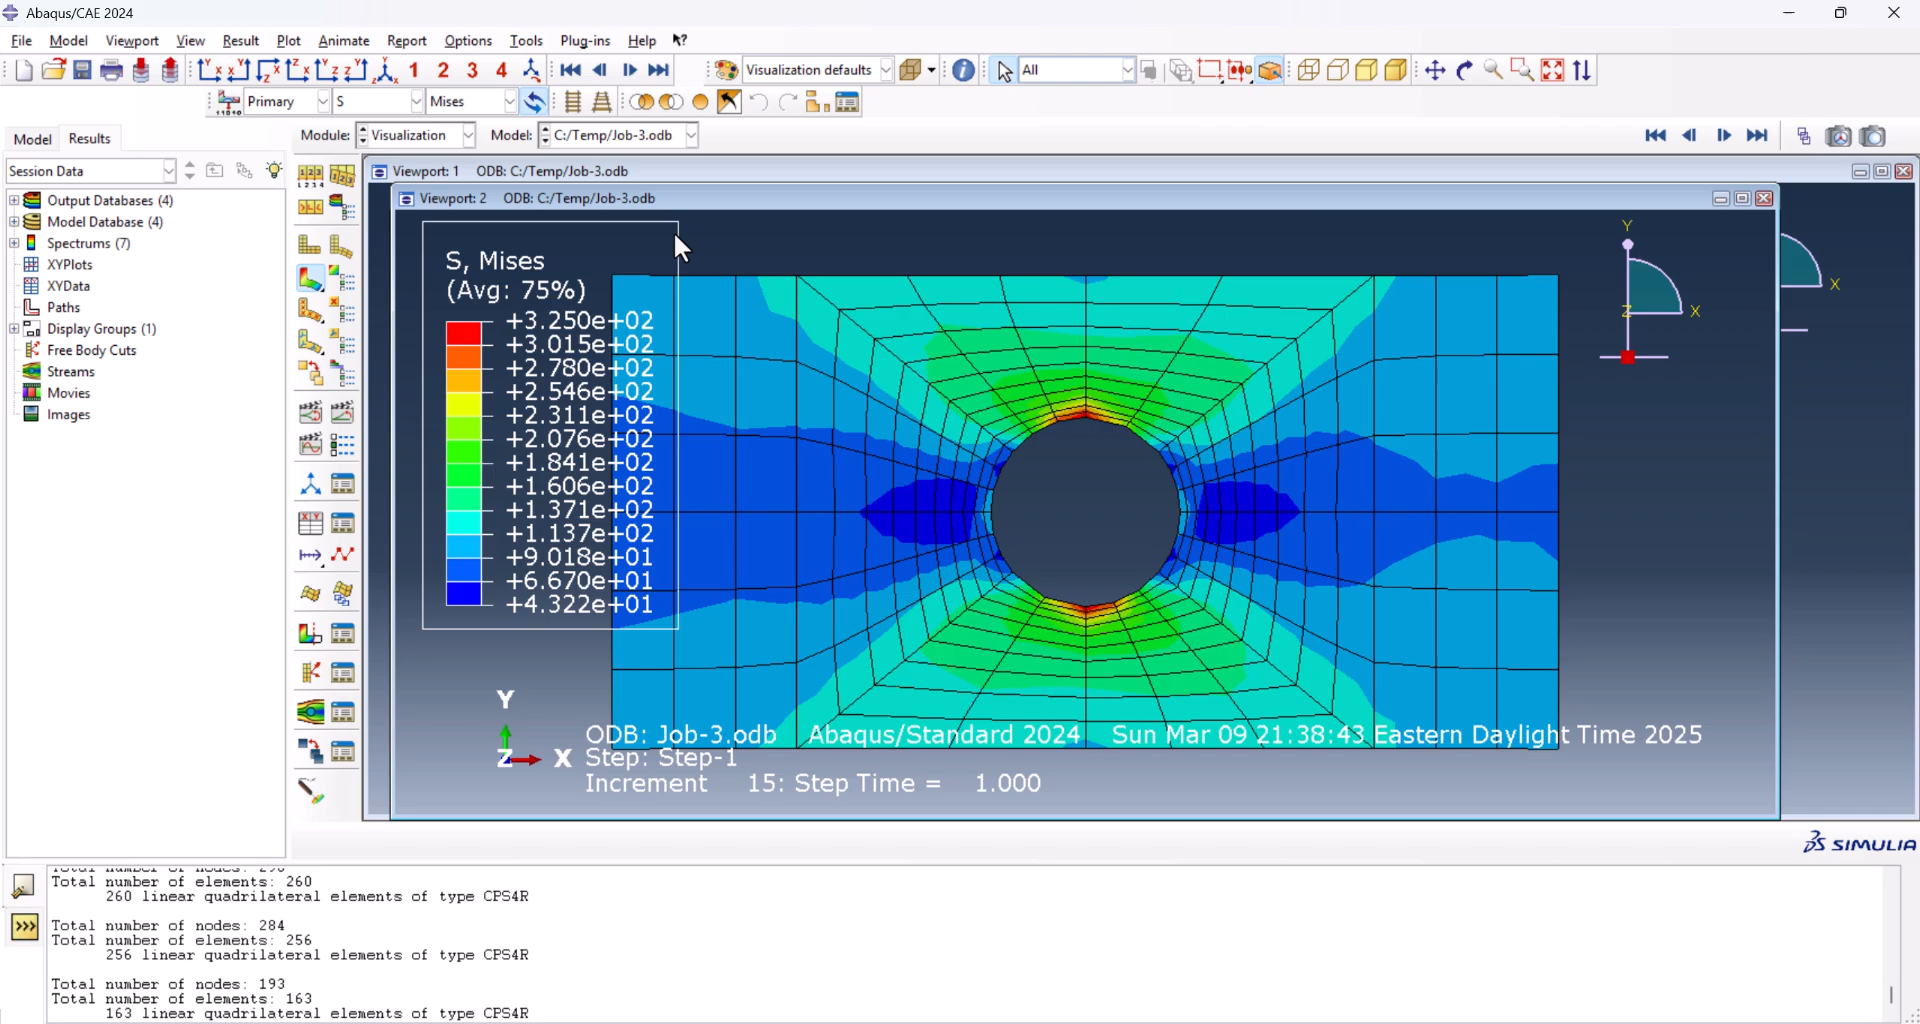 Abaqus/CAE 2024
File Model Viewport View Result Plot Animate Report Options Tools Plug-ins Help
1 2 3 4 Visualization defaults All
Primary S Mises
Model Results
Module: Visualization Model: C:/Temp/Job-3.odb
Session Data
Output Databases (4)
Model Database (4)
Spectrums (7)
XYPlots
XYData
Paths
Display Groups (1)
Free Body Cuts
Streams
Movies
Images
Viewport: 1 ODB: C:/Temp/Job-3.odb
Viewport: 2 ODB: C:/Temp/Job-3.odb
S, Mises
(Avg: 75%)
+3.250e+02
+3.015e+02
+2.780e+02
+2.546e+02
+2.311e+02
+2.076e+02
+1.841e+02
+1.606e+02
+1.371e+02
+1.137e+02
+9.018e+01
+6.670e+01
+4.322e+01
Y
X
Z
X
Y
Z X
ODB: Job-3.odb Abaqus/Standard 2024 Sun Mar 09 21:38:43 Eastern Daylight Time 2025
Step: Step-1
Increment 15: Step Time = 1.000
SIMULIA
Total number of elements: 260
260 linear quadrilateral elements of type CPS4R
Total number of nodes: 284
Total number of elements: 256
256 linear quadrilateral elements of type CPS4R
Total number of nodes: 193
Total number of elements: 163
163 linear quadrilateral elements of type CPS4R